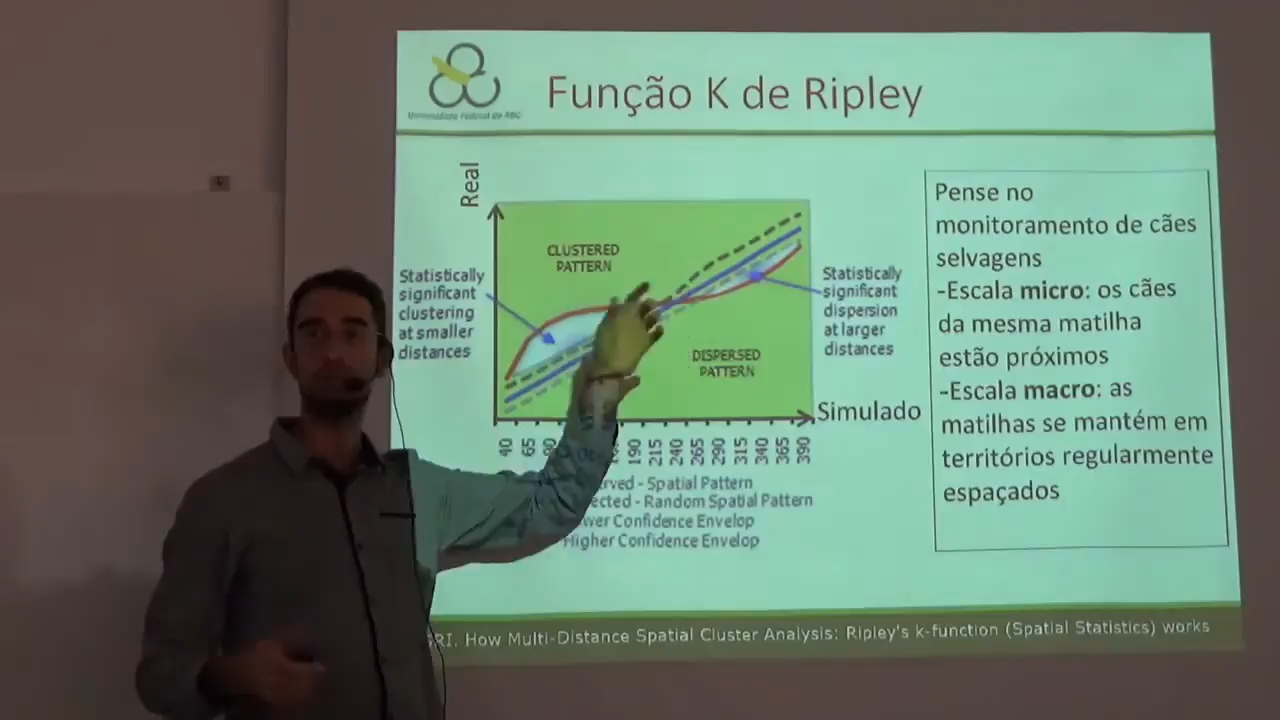 Função K de Ripley
Universidade Federal do ABC
Real
CLUSTERED
PATTERN
Statistically
significant
clustering
at smaller
distances
Statistically
significant
dispersion
at larger
distances
DISPERSED
PATTERN
Simulado
40 65 190 215 240 265 290 315 340 365 390
- Spatial Pattern
- Random Spatial Pattern
Confidence Envelop
Higher Confidence Envelop
Pense no
monitoramento de cães
selvagens
-Escala micro: os cães
da mesma matilha
estão próximos
-Escala macro: as
matilhas se mantém em
territórios regularmente
espaçados
How Multi-Distance Spatial Cluster Analysis: Ripley's k-function (Spatial Statistics) works